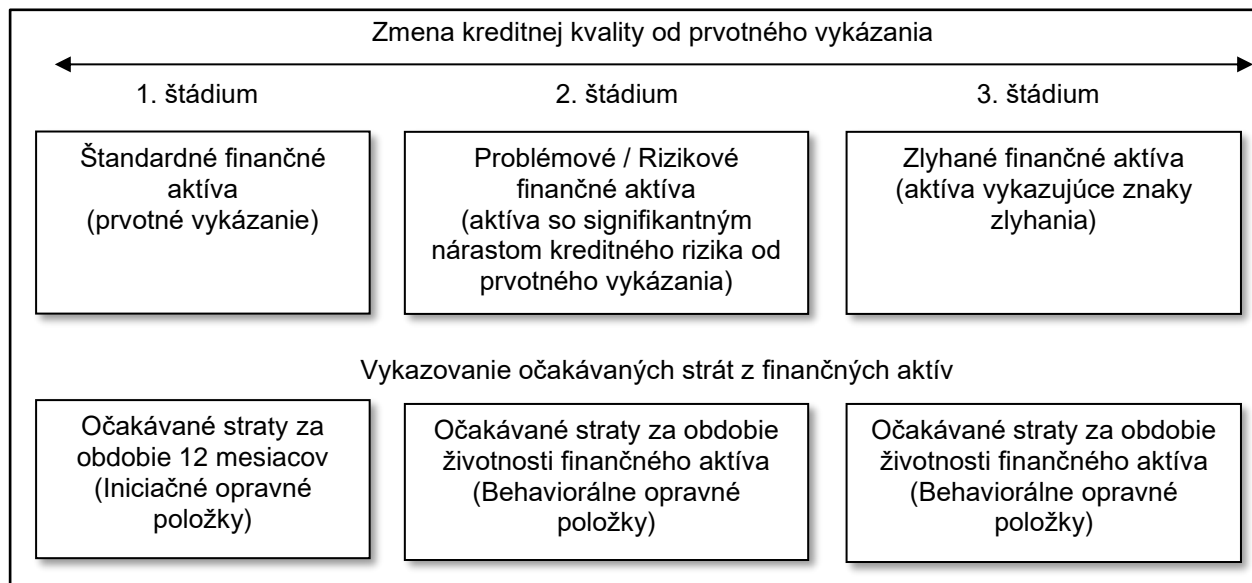 Zmena kreditnej kvality od prvotného vykázania
1. štádium
2. štádium
3. štádium
Štandardné finančné
aktíva
(prvotné vykázanie)
Problémové / Rizikové
finančné aktíva
(aktíva so signifikantným
nárastom kreditného rizika od
prvotného vykázania)
Zlyhané finančné aktíva
(aktíva vykazujúce znaky
zlyhania)
Vykazovanie očakávaných strát z finančných aktív
Očakávané straty za
obdobie 12 mesiacov
(Iniciačné opravné
položky)
Očakávané straty za obdobie
životnosti finančného aktíva
(Behaviorálne opravné
položky)
Očakávané straty za obdobie
životnosti finančného aktíva
(Behaviorálne opravné
položky)